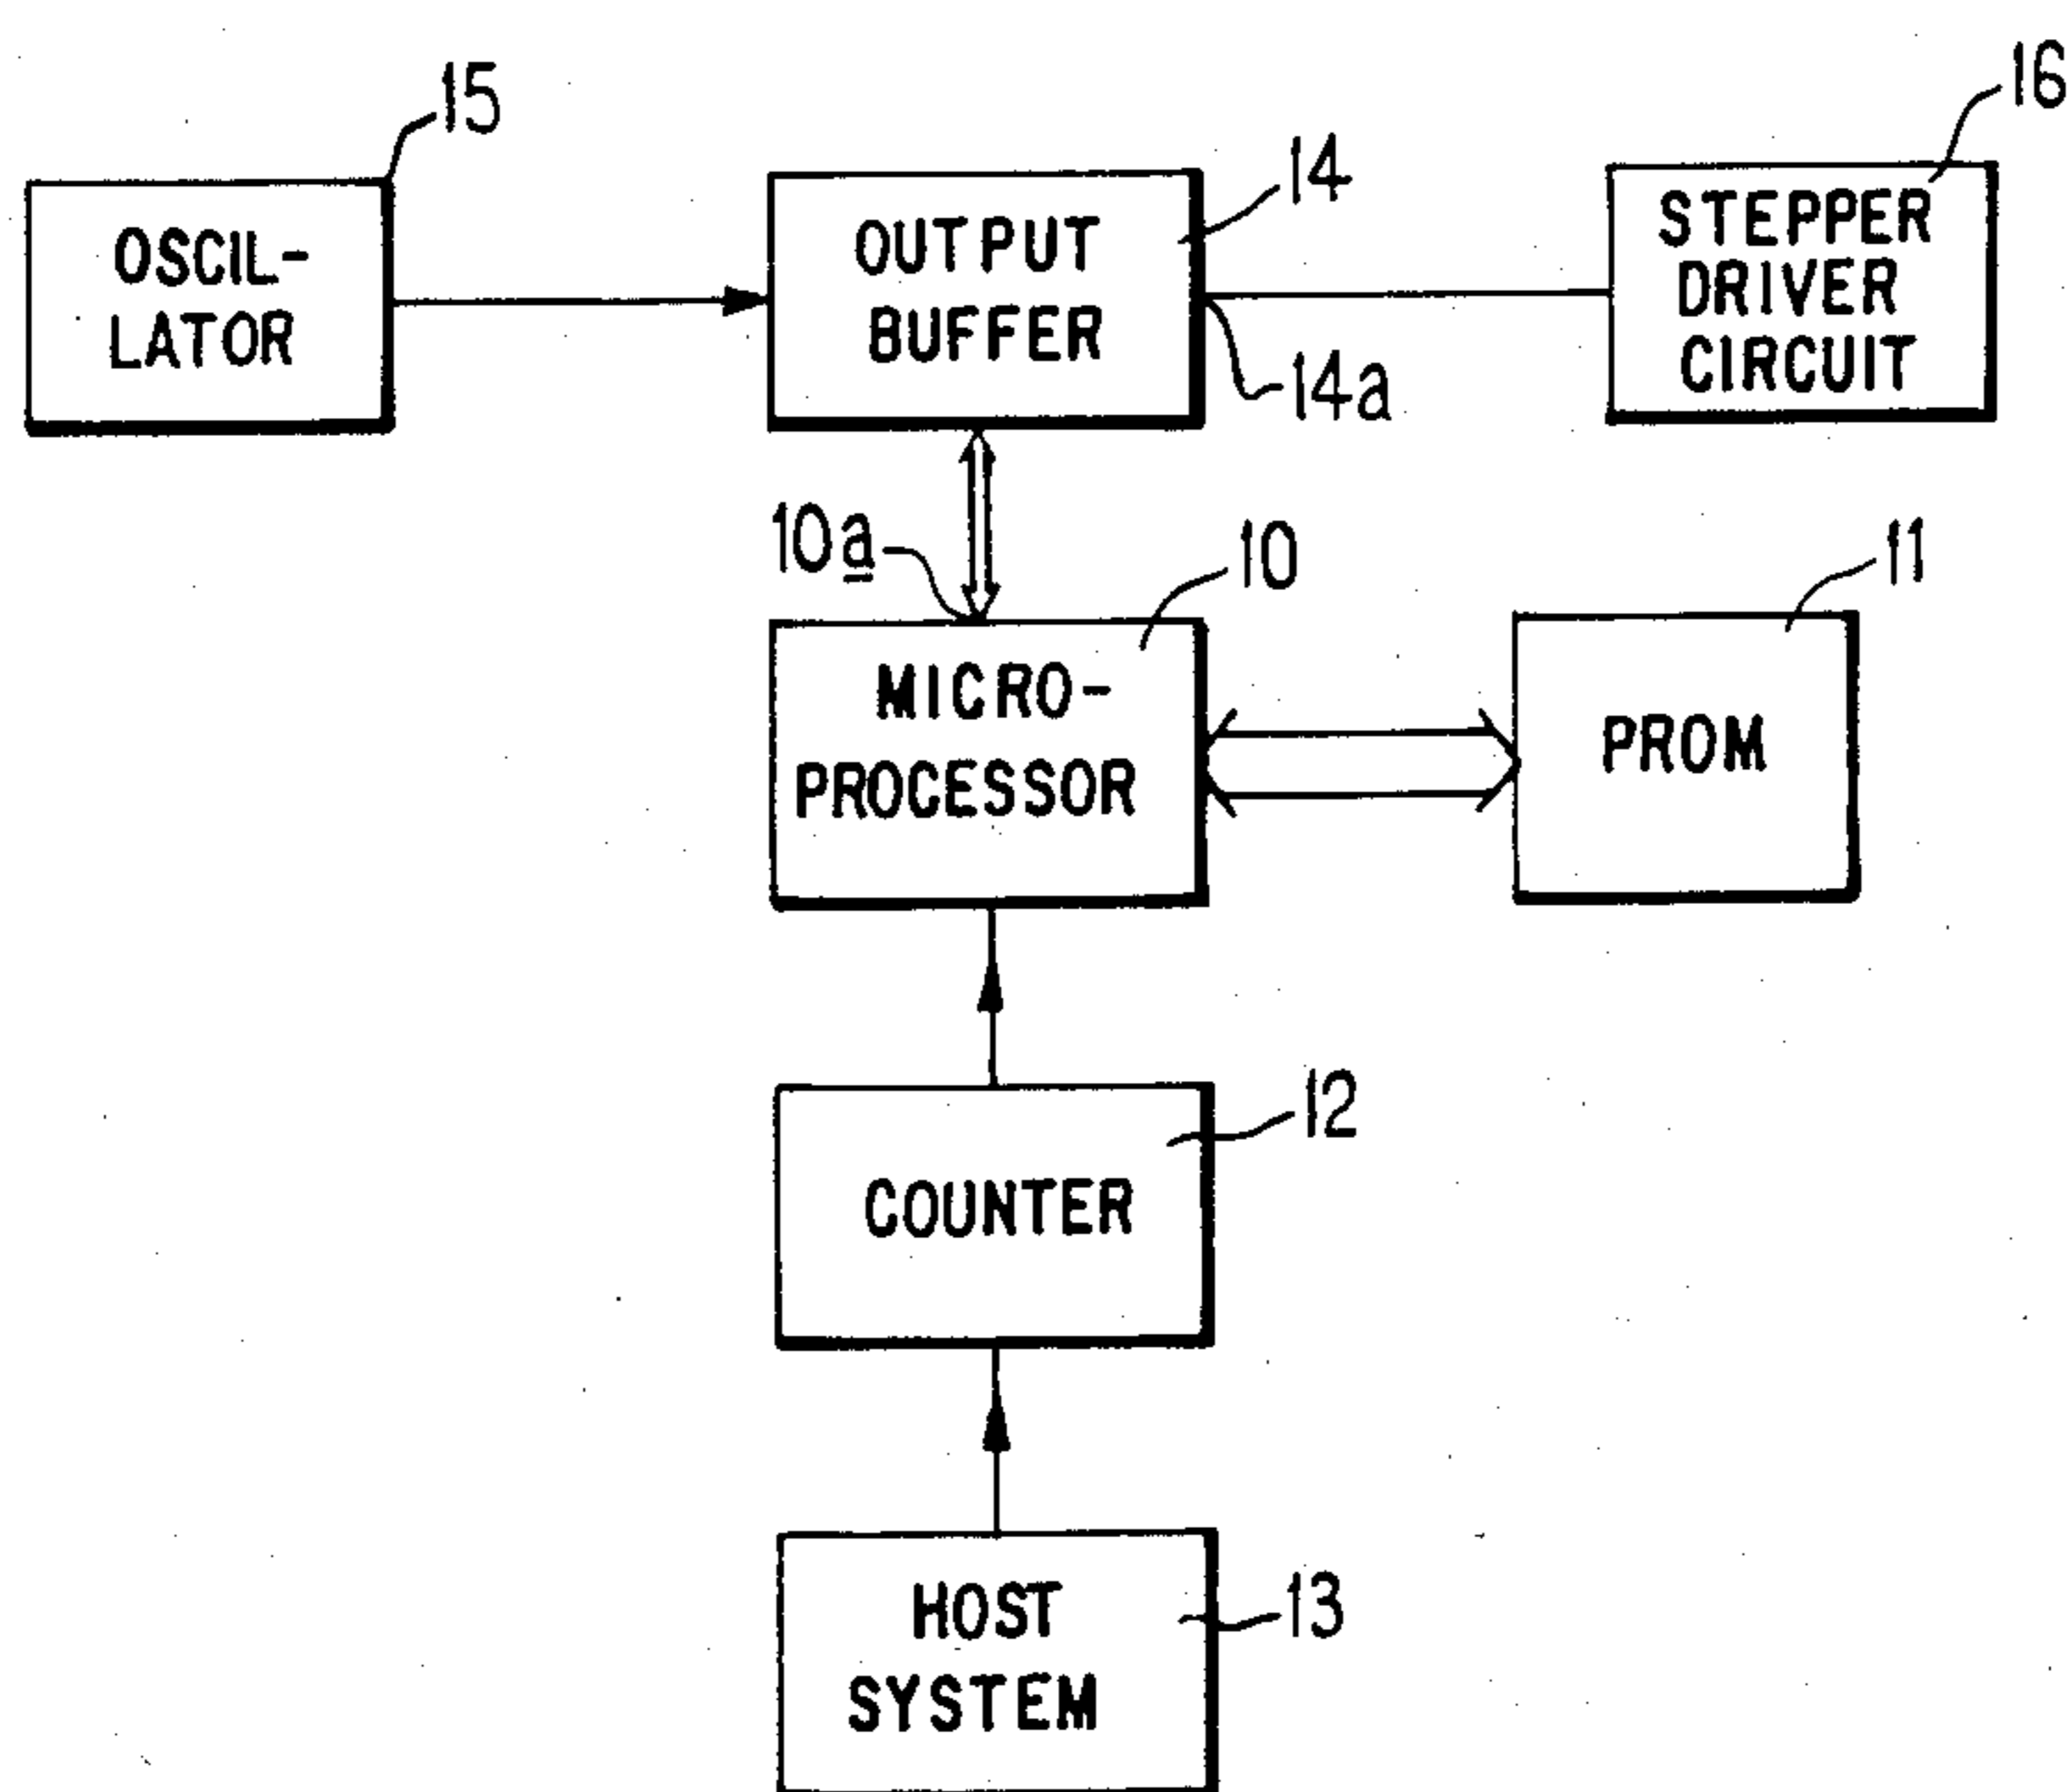 15
OSCIL-
LATOR
14
OUTPUT
BUFFER
14a
16
STEPPER
DRIVER
CIRCUIT
10a
10
MICRO-
PROCESSOR
11
PROM
12
COUNTER
13
HOST
SYSTEM